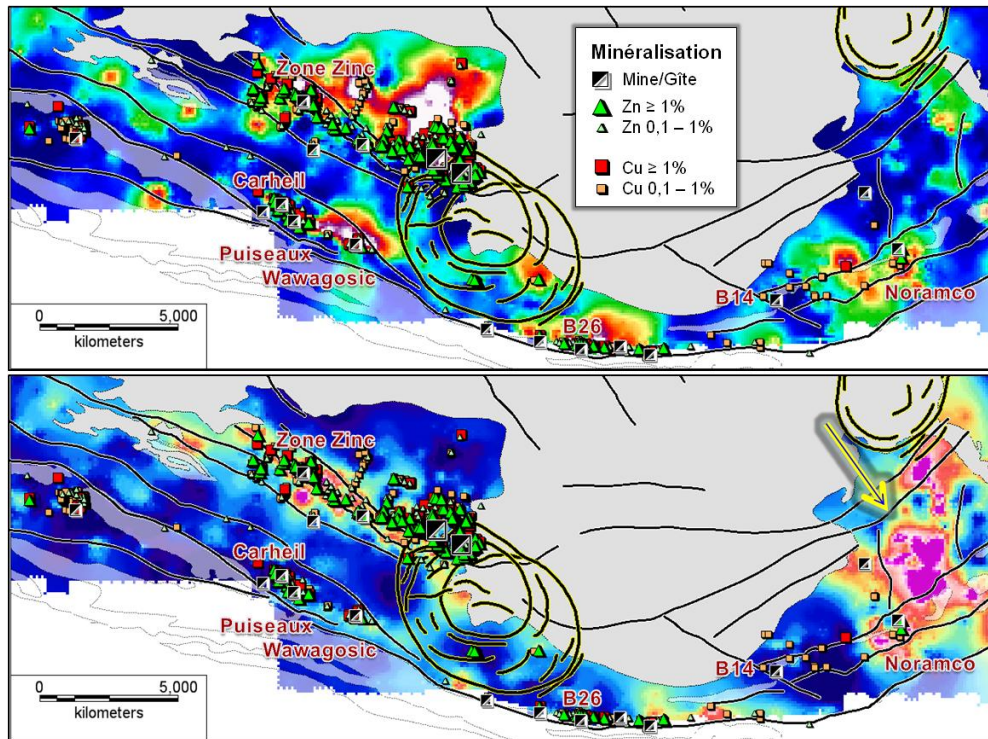 Minéralisation
Mine/Gîte
Zn ≥ 1%
Zn 0,1 – 1%
Cu ≥ 1%
Cu 0,1 – 1%
Zone Zinc
Carheil
Puiseaux
Wawagosic
B26
B14
Noramco
0 5,000
kilometers
Zone Zinc
Carheil
Puiseaux
Wawagosic
B26
B14
Noramco
0 5,000
kilometers